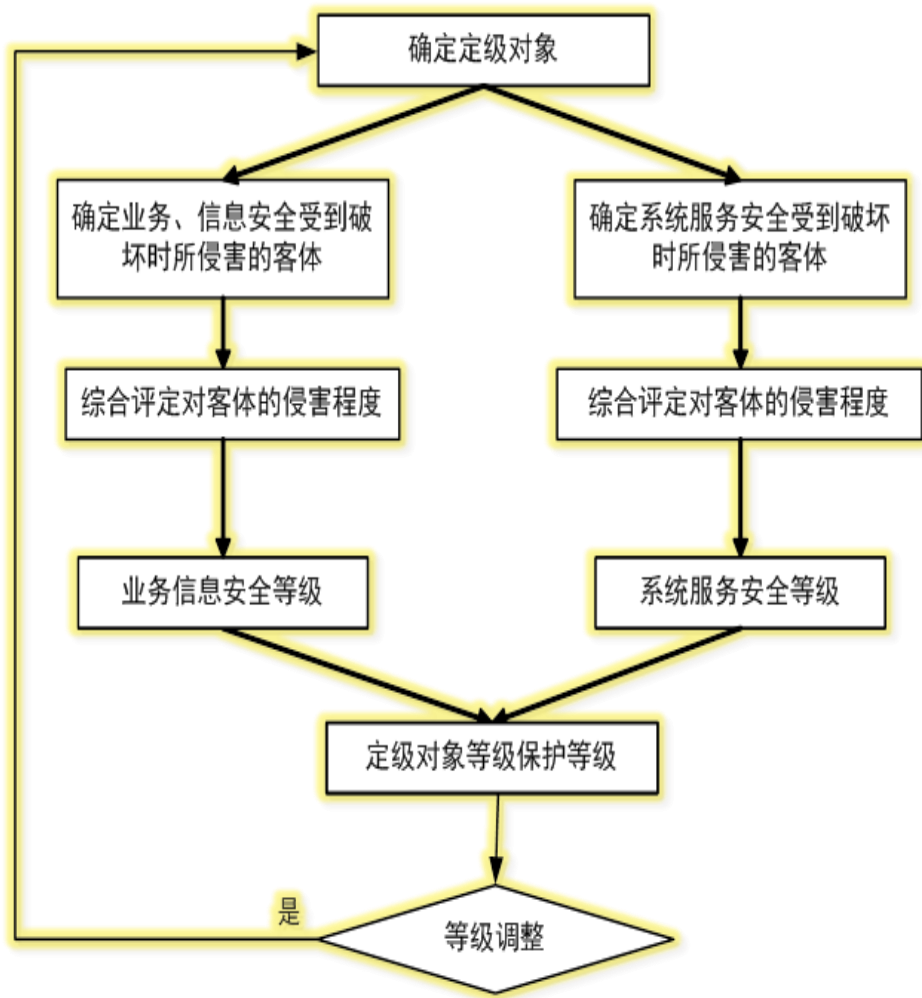 确定定级对象
确定业务、信息安全受到破
坏时所侵害的客体
确定系统服务安全受到破坏
时所侵害的客体
综合评定对客体的侵害程度
综合评定对客体的侵害程度
业务信息安全等级
系统服务安全等级
定级对象等级保护等级
是
等级调整